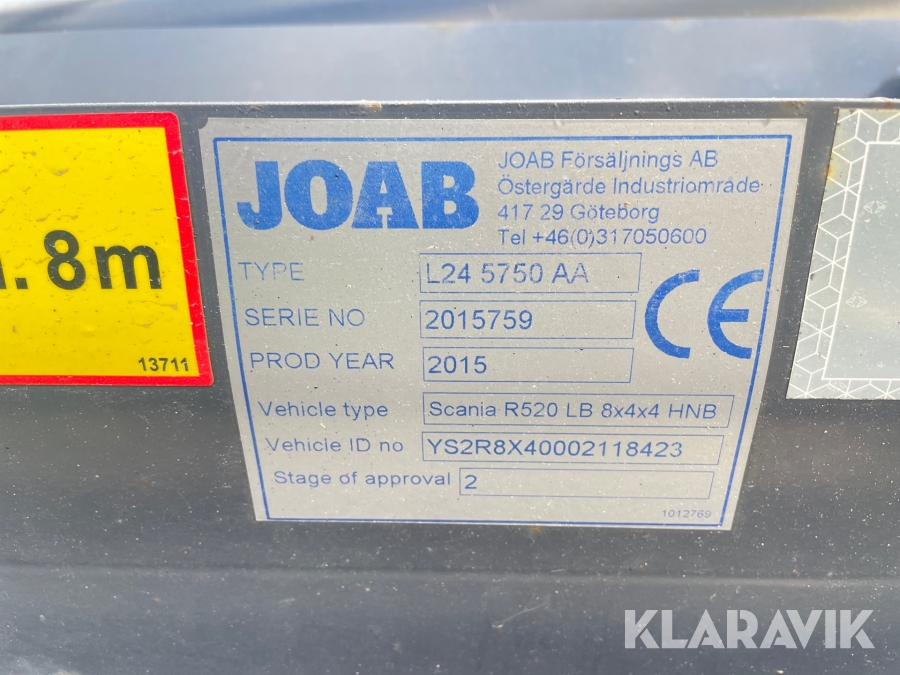 JOAB
JOAB Försäljnings AB
Östergärde Industriområde
417 29 Göteborg
Tel +46(0)317050600
TYPE L24 5750 AA
SERIE NO 2015759
PROD YEAR 2015
CE
Vehicle type Scania R520 LB 8x4x4 HNB
Vehicle ID no YS2R8X40002118423
Stage of approval 2
1012769
8m
13711
KLARAVIK